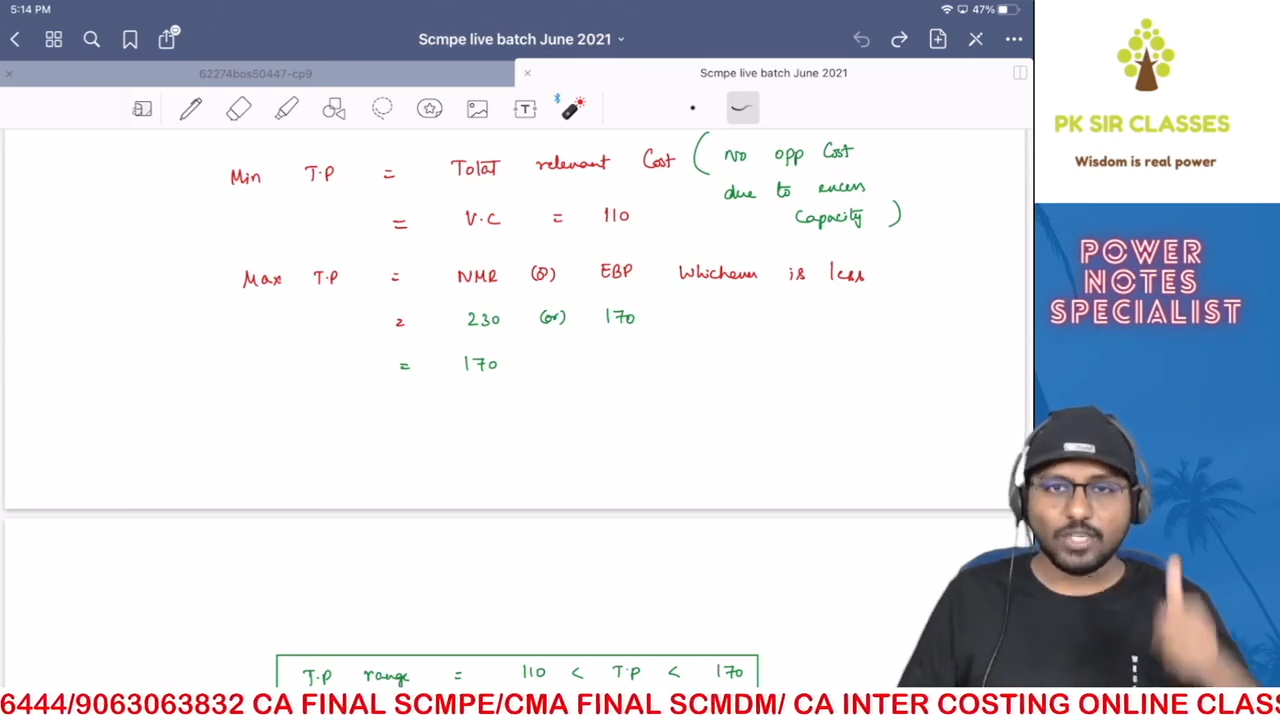 5:14 PM
47%
Scmpe live batch June 2021
62274bos50447-cp9
Scmpe live batch June 2021
PK SIR CLASSES
Wisdom is real power
POWER
NOTES
SPECIALIST
Min T.P = Total relevant Cost ( No opp Cost
due to excess
= V.C = 110 Capacity )
Max T.P = NMR (or) EBP Whichever is less
= 230 (or) 170
= 170
T.P range = 110 < T.P < 170
6444/9063063832 CA FINAL SCMPE/CMA FINAL SCMDM/ CA INTER COSTING ONLINE CLASS